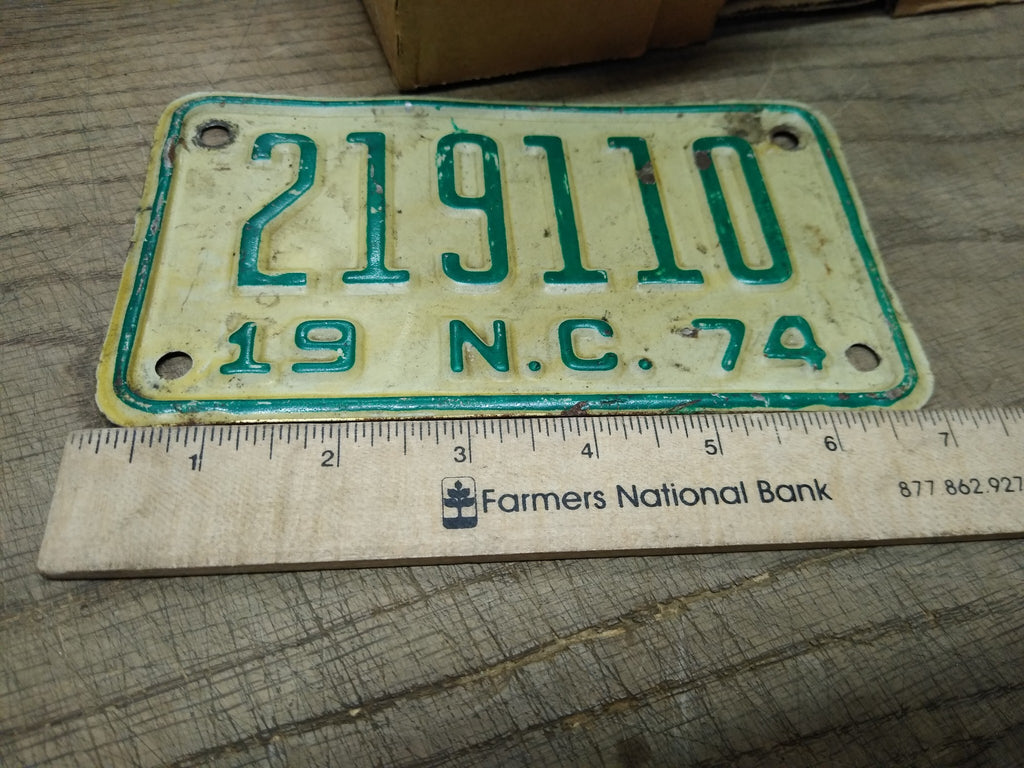 219110
19 N.C. 74
1 2 3 4 5 6 7
Farmers National Bank 877 862.927